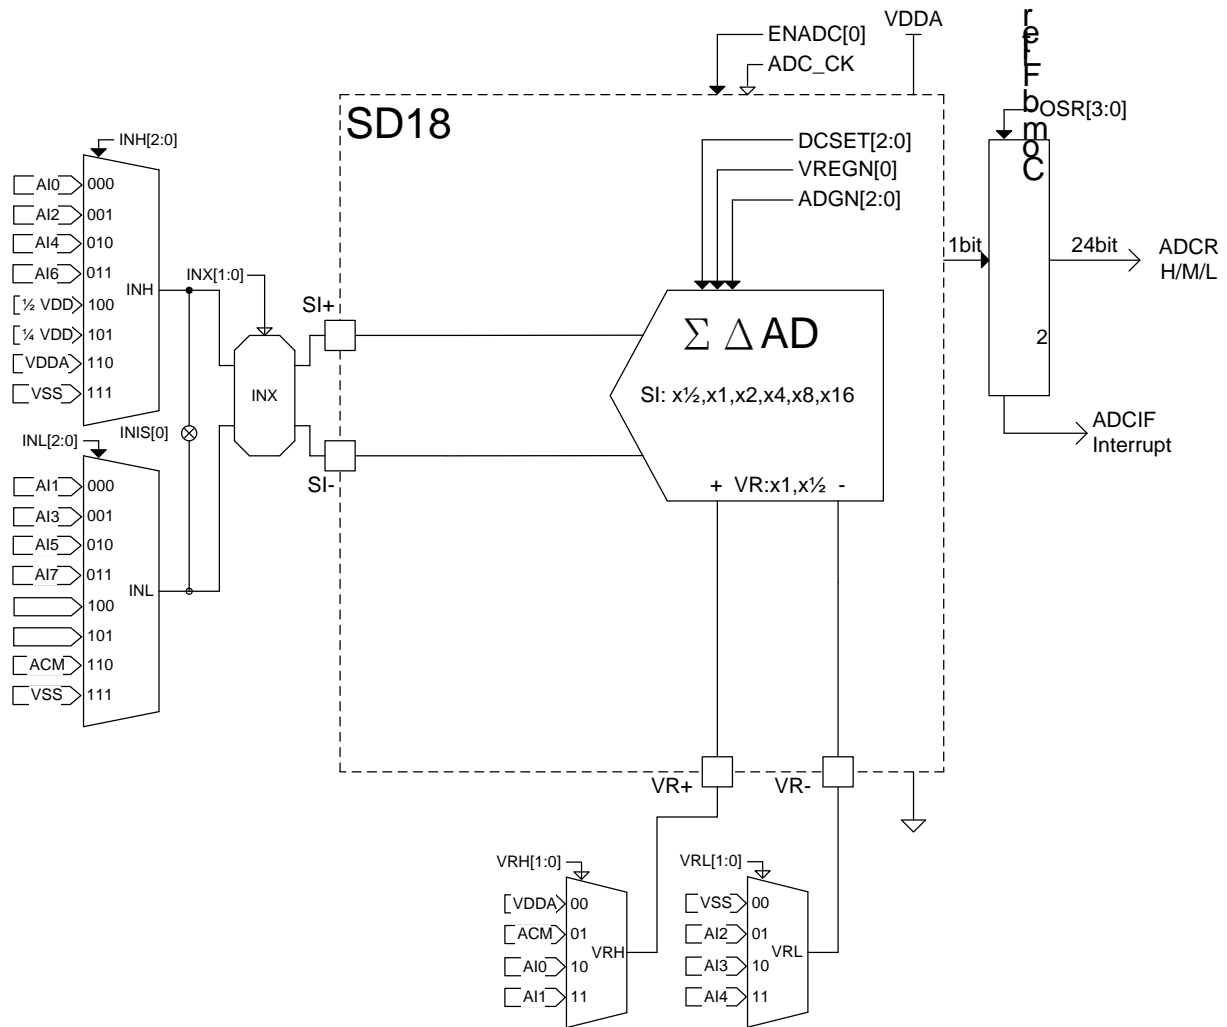 ENADC[0]
VDDA
ADC_CK
SD18
Comb Filter
OSR[3:0]
INH[2:0]
DCSET[2:0]
VREGN[0]
ADGN[2:0]
AI0 000
AI2 001
AI4 010
AI6 011
½ VDD 100
¼ VDD 101
VDDA 110
VSS 111
INH
INX[1:0]
INX
SI+
SI-
Σ Δ AD
SI: x½,x1,x2,x4,x8,x16
+ VR:x1,x½ -
1bit
24bit
ADCR
H/M/L
2
ADCIF
Interrupt
INIS[0]
INL[2:0]
AI1 000
AI3 001
AI5 010
AI7 011
100
101
ACM 110
VSS 111
INL
VR+
VR-
VRH[1:0]
VDDA 00
ACM 01
AI0 10
AI1 11
VRH
VRL[1:0]
VSS 00
AI2 01
AI3 10
AI4 11
VRL